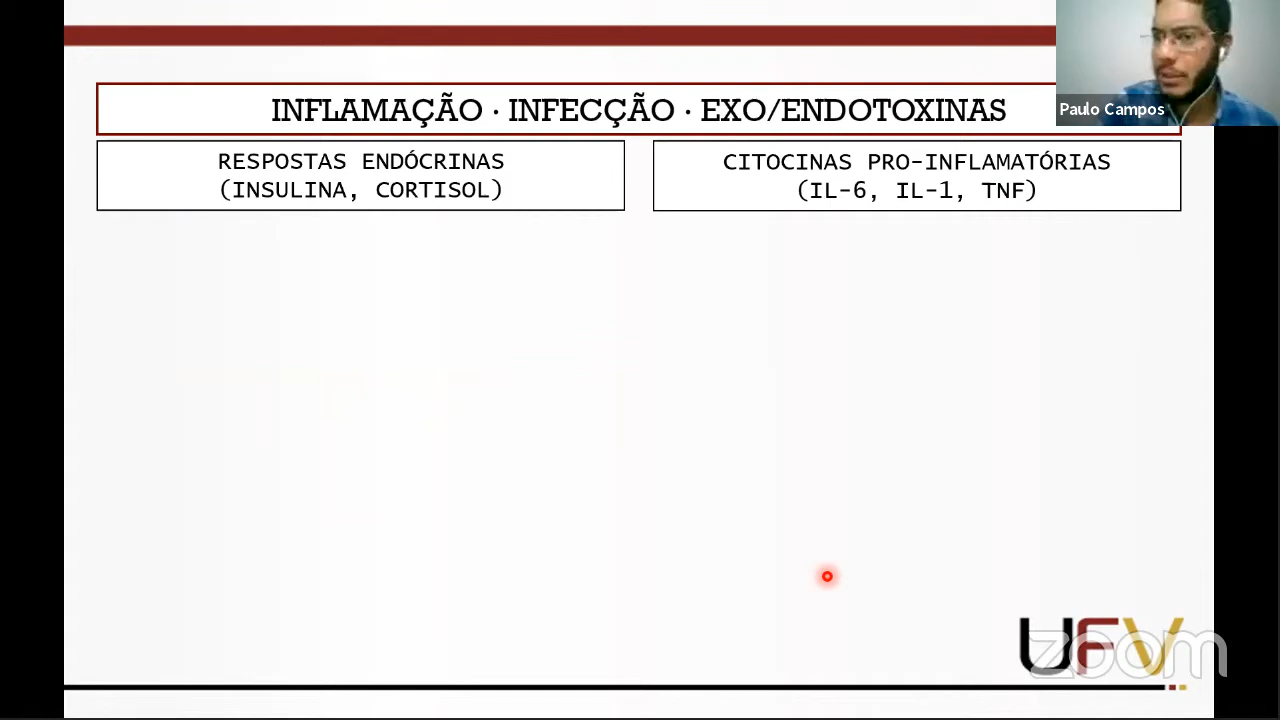 INFLAMAÇÃO · INFECÇÃO · EXO/ENDOTOXINAS
Paulo Campos
RESPOSTAS ENDÓCRINAS
(INSULINA, CORTISOL)
CITOCINAS PRO-INFLAMATÓRIAS
(IL-6, IL-1, TNF)
UFV
zoom